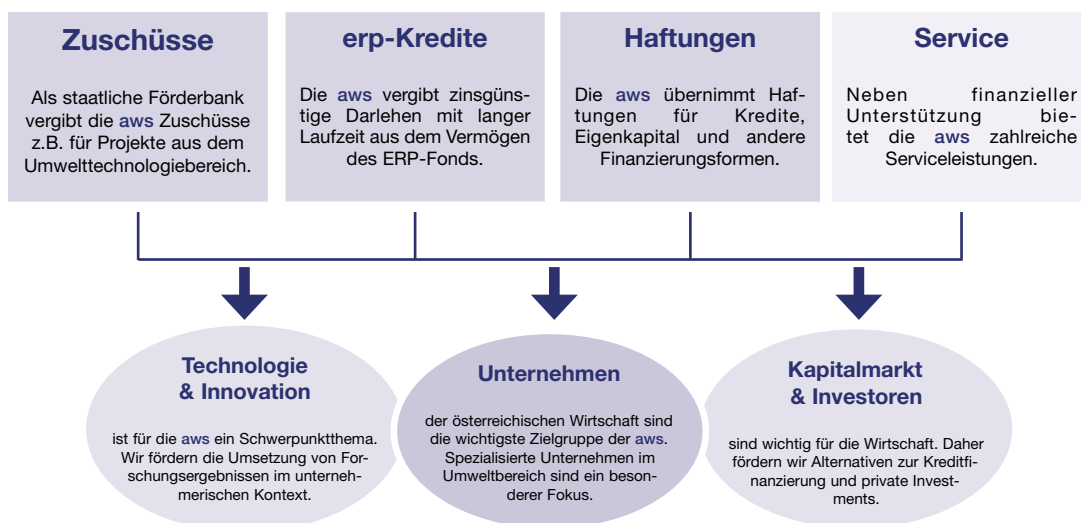 Zuschüsse
Als staatliche Förderbank
vergibt die aws Zuschüsse
z.B. für Projekte aus dem
Umwelttechnologiebereich.
erp-Kredite
Die aws vergibt zinsgüns-
tige Darlehen mit langer
Laufzeit aus dem Vermögen
des ERP-Fonds.
Haftungen
Die aws übernimmt Haf-
tungen für Kredite,
Eigenkapital und andere
Finanzierungsformen.
Service
Neben finanzieller
Unterstützung bie-
tet die aws zahlreiche
Serviceleistungen.
Technologie
& Innovation
ist für die aws ein Schwerpunktthema.
Wir fördern die Umsetzung von For-
schungsergebnissen im unterneh-
merischen Kontext.
Unternehmen
der österreichischen Wirtschaft sind
die wichtigste Zielgruppe der aws.
Spezialisierte Unternehmen im
Umweltbereich sind ein beson-
derer Fokus.
Kapitalmarkt
& Investoren
sind wichtig für die Wirtschaft. Daher
fördern wir Alternativen zur Kreditfi-
nanzierung und private Invest-
ments.